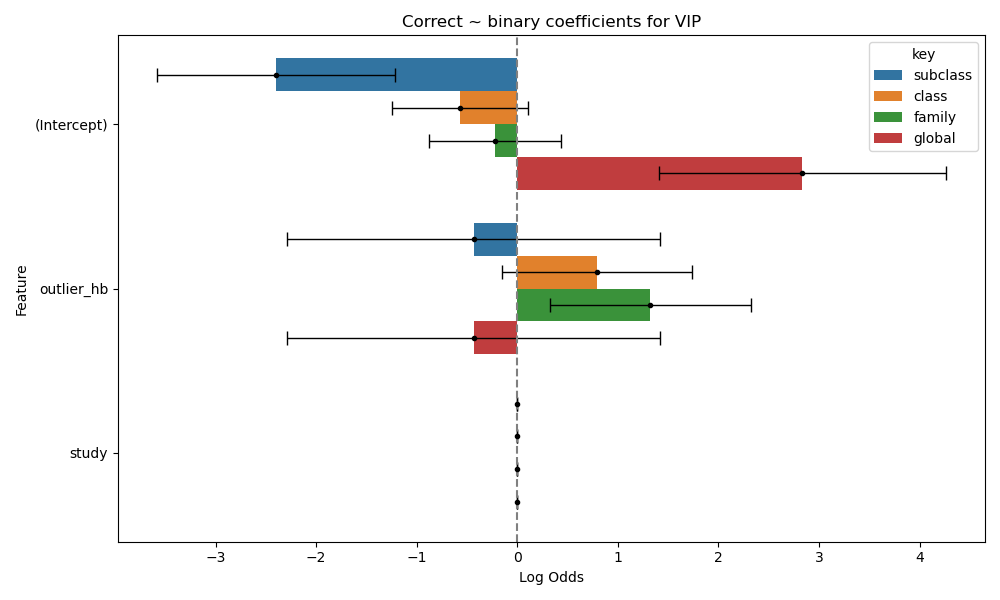 Correct ~ binary coefficients for VIP
key
subclass
class
family
global
(Intercept)
outlier_hb
study
Feature
−3
−2
−1
0
1
2
3
4
Log Odds